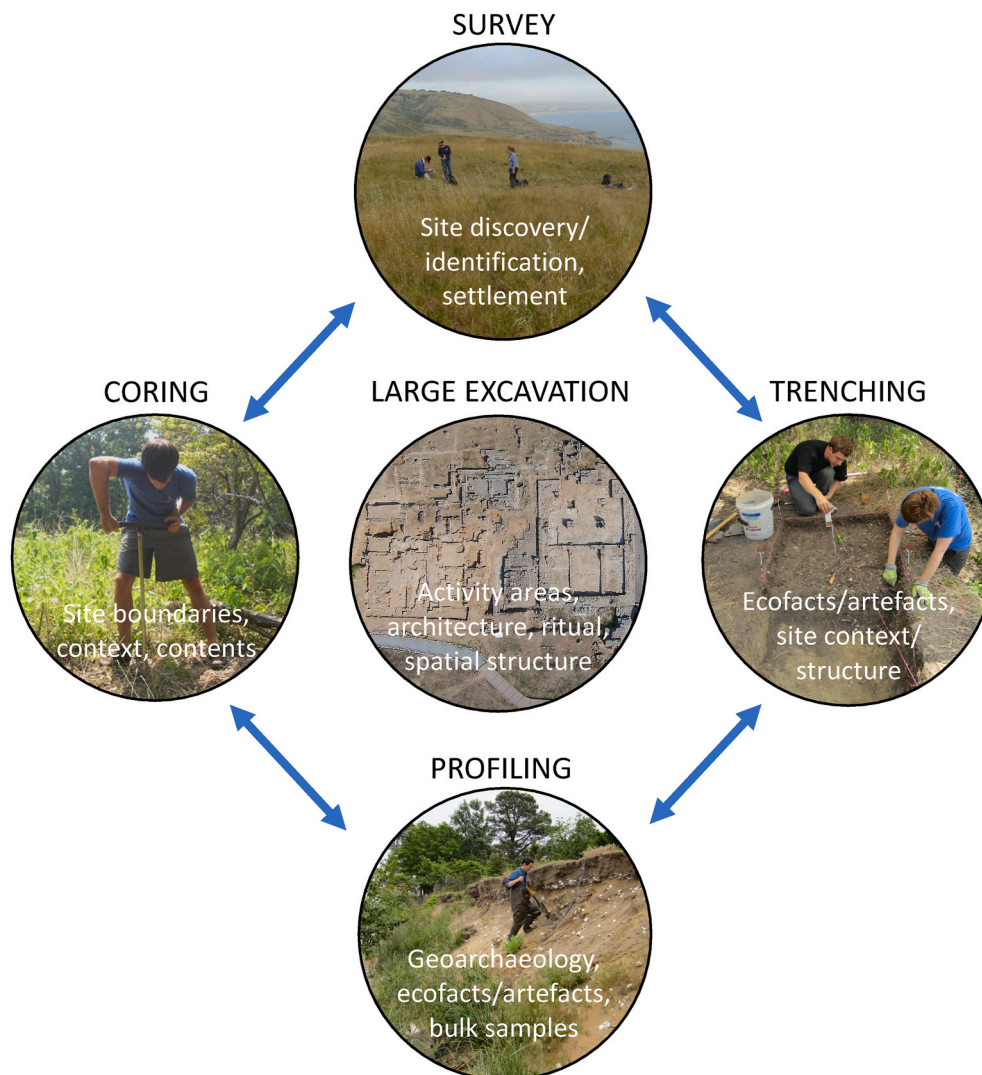 SURVEY
Site discovery/
identification,
settlement
CORING
Site boundaries,
context, contents
LARGE EXCAVATION
Activity areas,
architecture, ritual,
spatial structure
TRENCHING
Ecofacts/artefacts,
site context/
structure
PROFILING
Geoarchaeology,
ecofacts/artefacts,
bulk samples